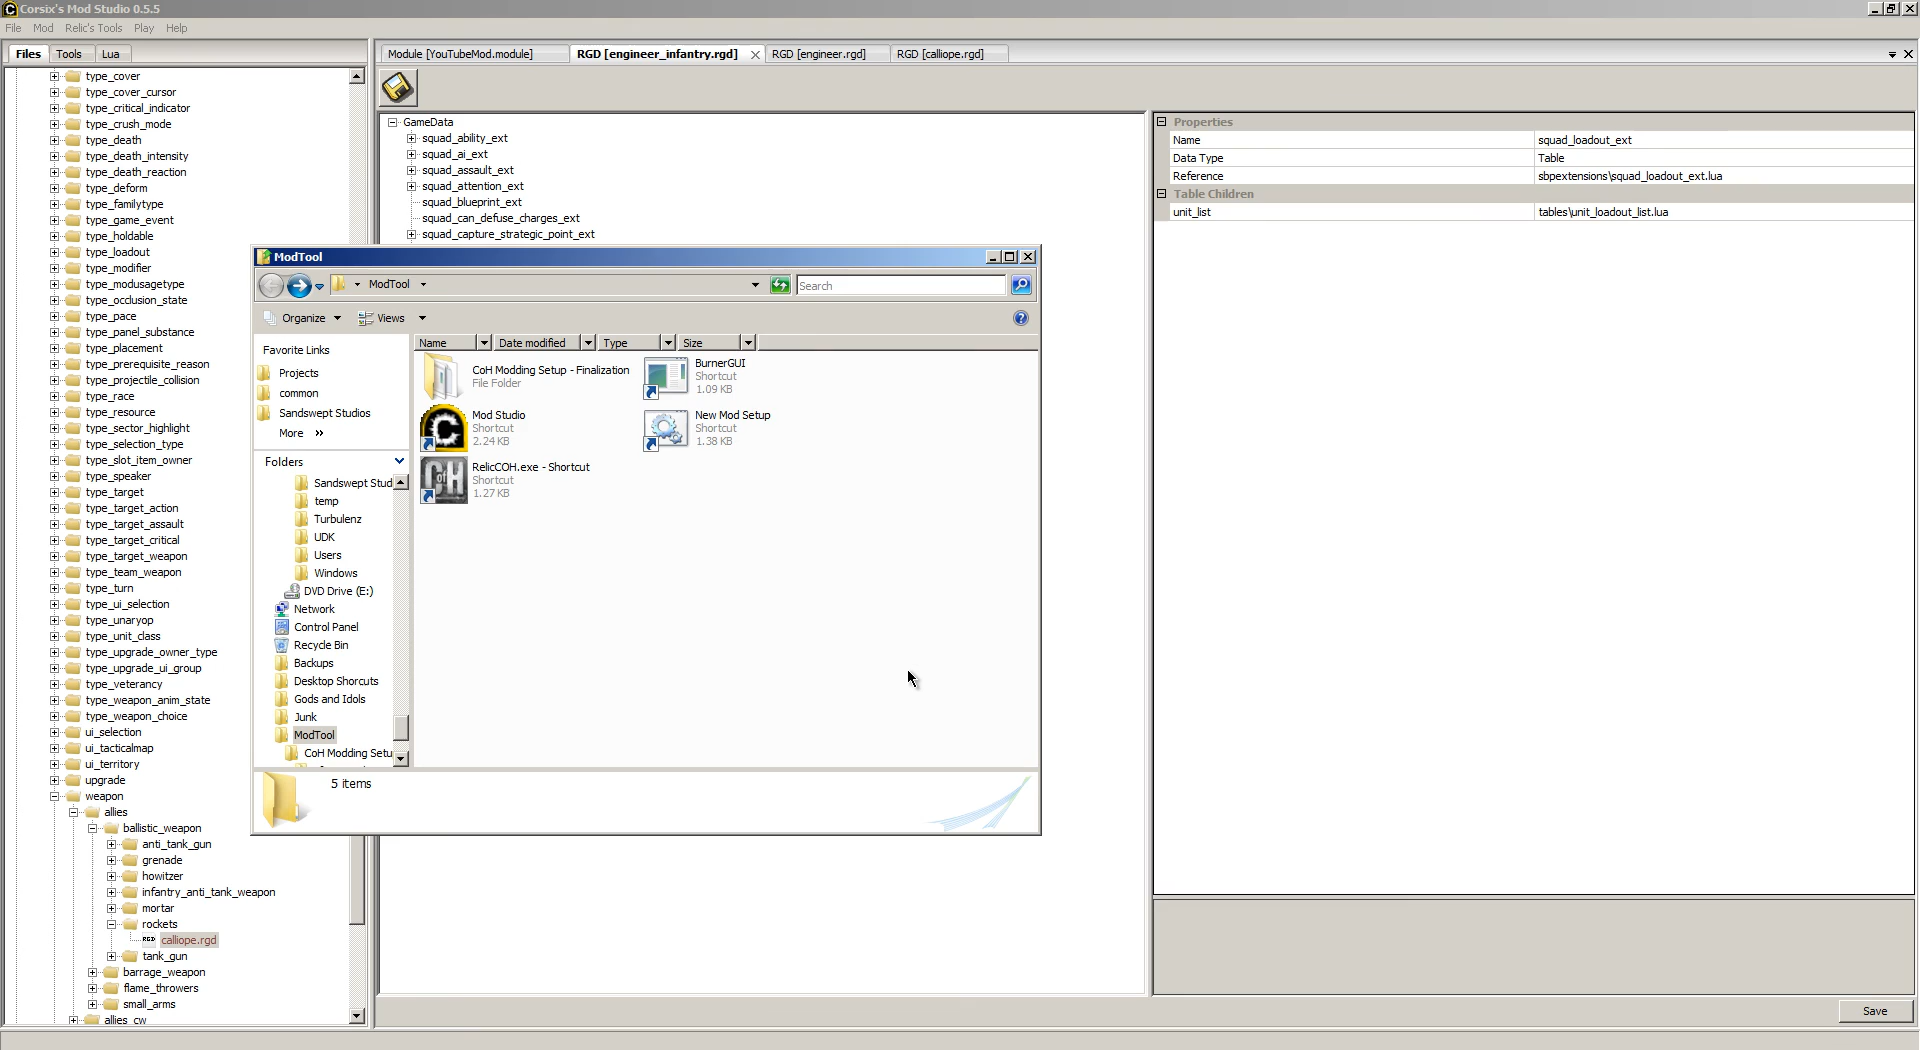 Corsix's Mod Studio 0.5.5
File Mod Relic's Tools Play Help
Files Tools Lua
type_cover
type_cover_cursor
type_critical_indicator
type_crush_mode
type_death
type_death_intensity
type_death_reaction
type_deform
type_familytype
type_game_event
type_holdable
type_loadout
type_modifier
type_modusagetype
type_occlusion_state
type_pace
type_panel_substance
type_placement
type_prerequisite_reason
type_projectile_collision
type_race
type_resource
type_sector_highlight
type_selection_type
type_slot_item_owner
type_speaker
type_target
type_target_action
type_target_assault
type_target_critical
type_target_weapon
type_team_weapon
type_turn
type_ui_selection
type_unaryop
type_unit_class
type_upgrade_owner_type
type_upgrade_ui_group
type_veterancy
type_weapon_anim_state
type_weapon_choice
ui_selection
ui_tacticalmap
ui_territory
upgrade
weapon
allies
ballistic_weapon
anti_tank_gun
grenade
howitzer
infantry_anti_tank_weapon
mortar
rockets
RGD calliope.rgd
tank_gun
barrage_weapon
flame_throwers
small_arms
allies_cw
Module [YouTubeMod.module] RGD [engineer_infantry.rgd] RGD [engineer.rgd] RGD [calliope.rgd]
GameData
squad_ability_ext
squad_ai_ext
squad_assault_ext
squad_attention_ext
squad_blueprint_ext
squad_can_defuse_charges_ext
squad_capture_strategic_point_ext
Properties
Name squad_loadout_ext
Data Type Table
Reference sbpextensions\squad_loadout_ext.lua
Table Children
unit_list tables\unit_loadout_list.lua
Save
ModTool
ModTool
Search
Organize Views
Favorite Links
Projects
common
Sandswept Studios
More »
Folders
Sandswept Stud
temp
Turbulenz
UDK
Users
Windows
DVD Drive (E:)
Network
Control Panel
Recycle Bin
Backups
Desktop Shorcuts
Gods and Idols
Junk
ModTool
CoH Modding Setu
Name Date modified Type Size
CoH Modding Setup - Finalization
File Folder
BurnerGUI
Shortcut
1.09 KB
Mod Studio
Shortcut
2.24 KB
New Mod Setup
Shortcut
1.38 KB
RelicCOH.exe - Shortcut
Shortcut
1.27 KB
5 items